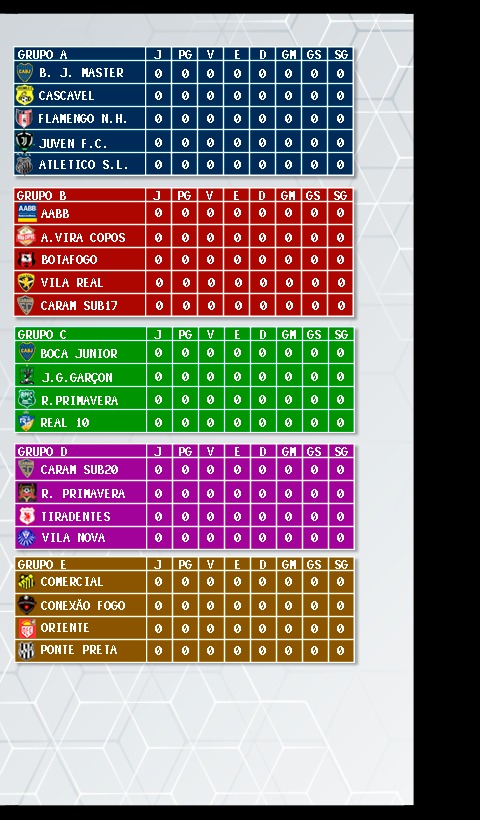 GRUPO A J PG V E D GM GS SG
B. J. MASTER 0 0 0 0 0 0 0 0
CASCAVEL 0 0 0 0 0 0 0 0
FLAMENGO N.H. 0 0 0 0 0 0 0 0
JUVEN F.C. 0 0 0 0 0 0 0 0
ATLETICO S.L. 0 0 0 0 0 0 0 0
GRUPO B J PG V E D GM GS SG
AABB AABB 0 0 0 0 0 0 0 0
A.VIRA COPOS 0 0 0 0 0 0 0 0
BOTAFOGO 0 0 0 0 0 0 0 0
VILA REAL 0 0 0 0 0 0 0 0
CARAM SUB17 0 0 0 0 0 0 0 0
GRUPO C J PG V E D GM GS SG
BOCA JUNIOR 0 0 0 0 0 0 0 0
J.G.GARÇON 0 0 0 0 0 0 0 0
R.PRIMAVERA 0 0 0 0 0 0 0 0
REAL 10 0 0 0 0 0 0 0 0
GRUPO D J PG V E D GM GS SG
CARAM SUB20 0 0 0 0 0 0 0 0
R. PRIMAVERA 0 0 0 0 0 0 0 0
TIRADENTES 0 0 0 0 0 0 0 0
VILA NOVA 0 0 0 0 0 0 0 0
GRUPO E J PG V E D GM GS SG
COMERCIAL 0 0 0 0 0 0 0 0
CONEXÃO FOGO 0 0 0 0 0 0 0 0
ORIENTE 0 0 0 0 0 0 0 0
PONTE PRETA 0 0 0 0 0 0 0 0